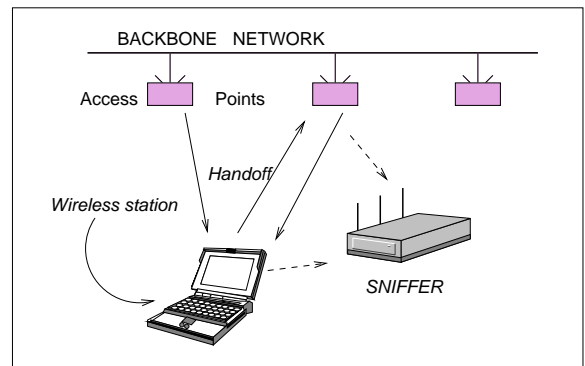 BACKBONE NETWORK
Access Points
Handoff
Wireless station
SNIFFER